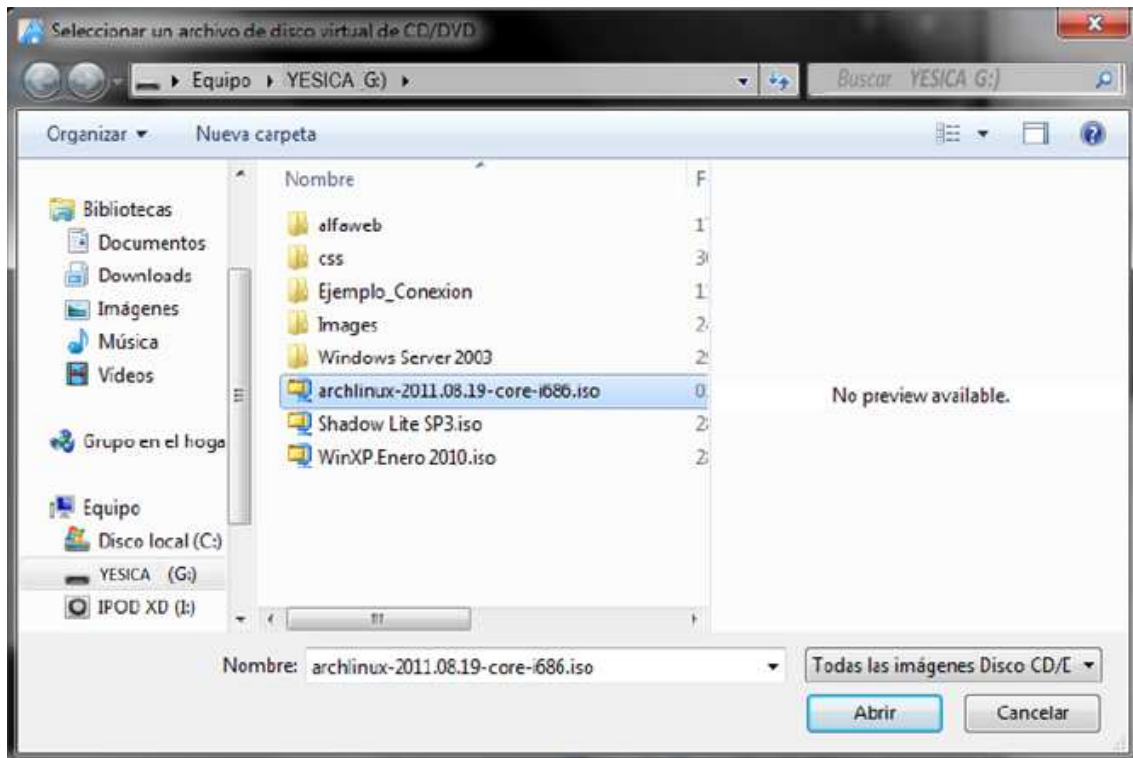 Seleccionar un archivo de disco virtual de CD/DVD
Equipo YESICA G:)
Buscar YESICA G:)
Organizar
Nueva carpeta
Bibliotecas
Documentos
Downloads
Imágenes
Música
Videos
Grupo en el hoga
Equipo
Disco local (C:)
YESICA (G:)
IPOD XD (I:)
Nombre
F
alfaweb
css
Ejemplo_Conexion
Images
Windows Server 2003
archlinux-2011.08.19-core-i686.iso
Shadow Lite SP3.iso
WinXP.Enero 2010.iso
No preview available.
Nombre: archlinux-2011.08.19-core-i686.iso
Todas las imágenes Disco CD/D
Abrir
Cancelar